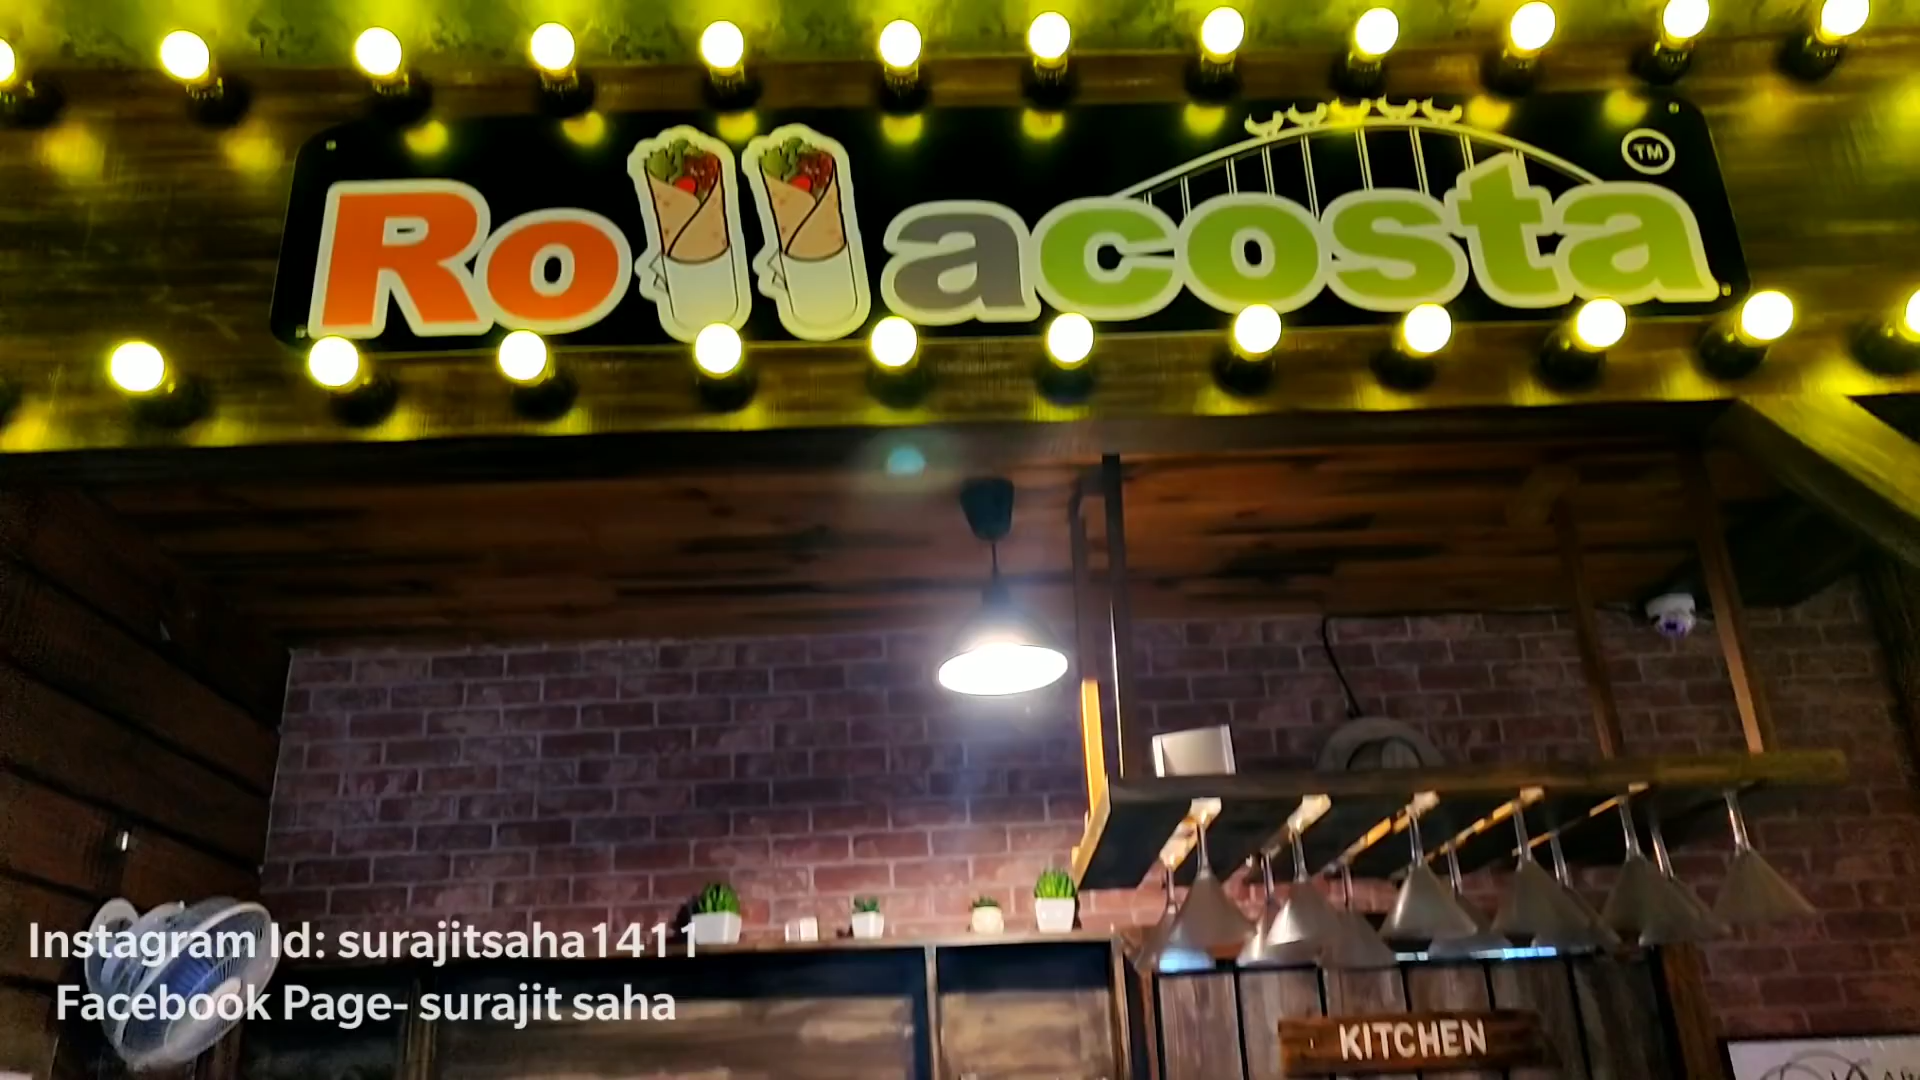 Rollacosta
TM
Instagram Id: surajitsaha1411
Facebook Page- surajit saha
KITCHEN